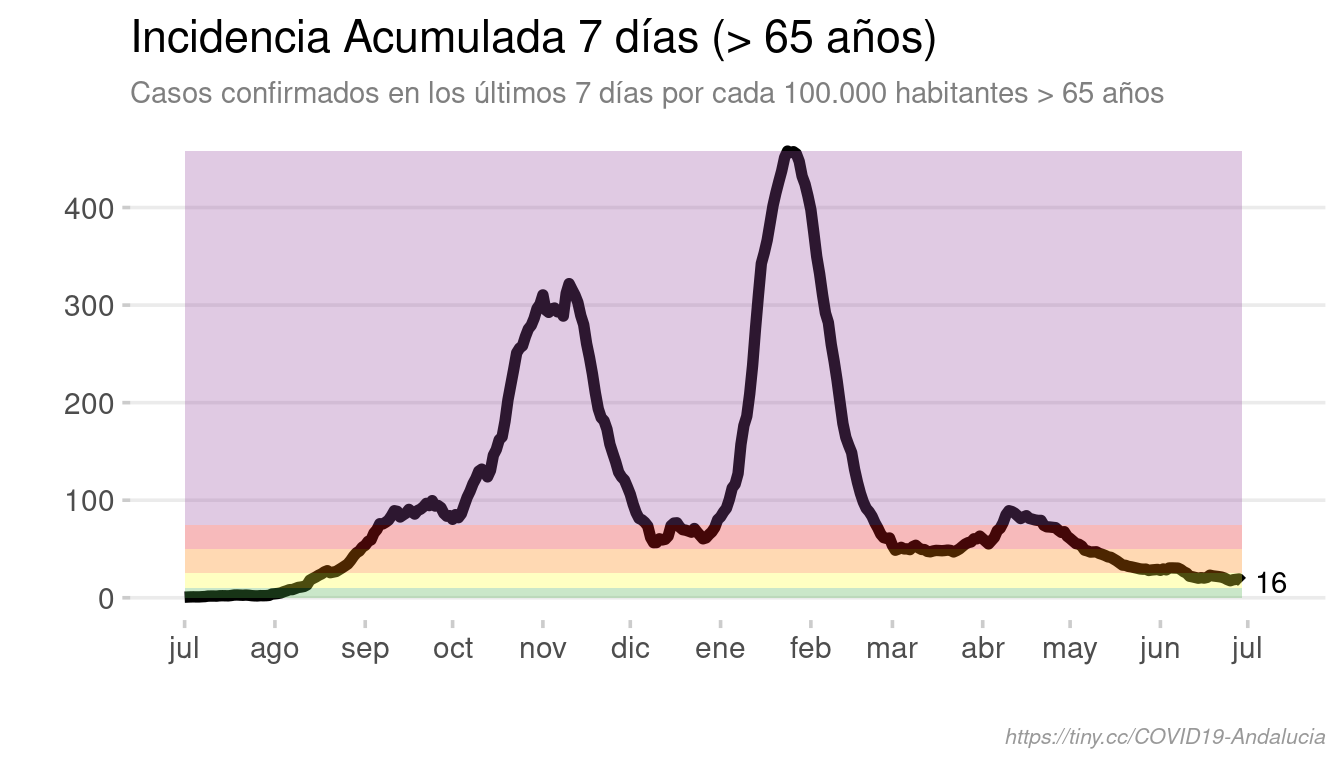 Incidencia Acumulada 7 días (> 65 años)
Casos confirmados en los últimos 7 días por cada 100.000 habitantes > 65 años
400
300
200
100
0
16
jul ago sep oct nov dic ene feb mar abr may jun jul
https://tiny.cc/COVID19-Andalucia